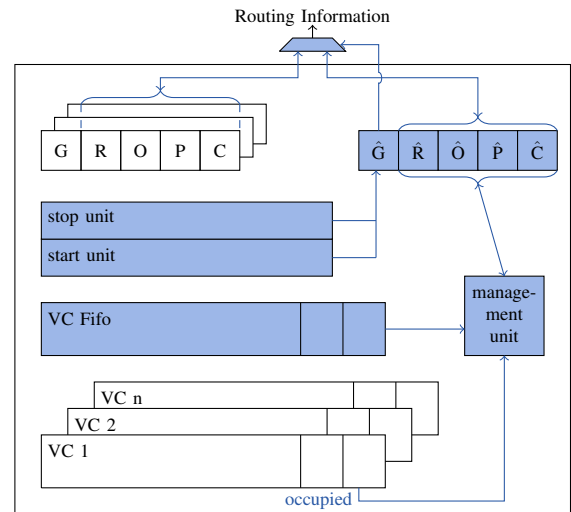 Routing Information
G R O P C
Ĝ R̂ Ô P̂ Ĉ
stop unit
start unit
VC Fifo
manage-
ment
unit
VC n
VC 2
VC 1
occupied